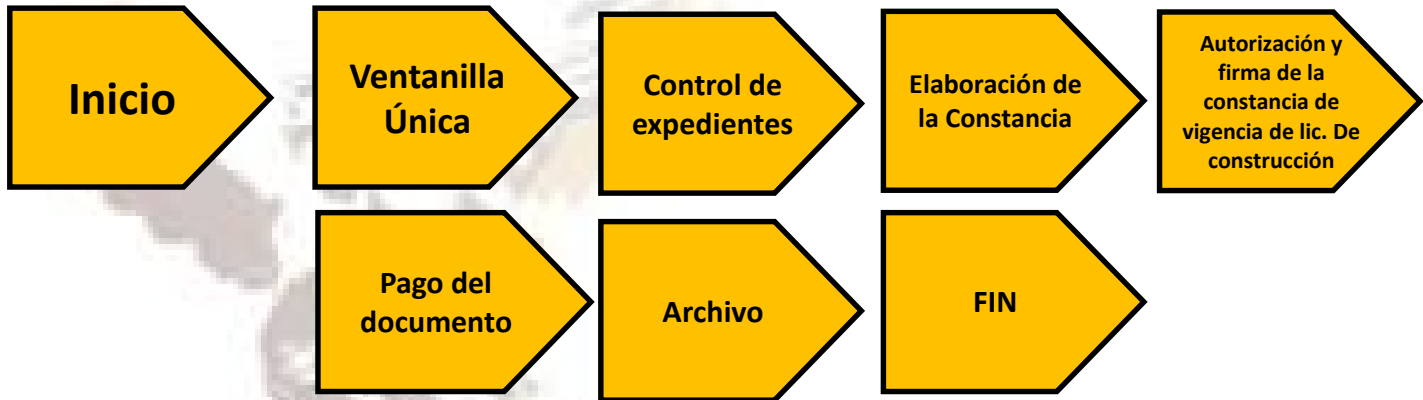 Inicio
Ventanilla
Única
Control de
expedientes
Elaboración de
la Constancia
Autorización y
firma de la
constancia de
vigencia de lic. De
construcción
Pago del
documento
Archivo
FIN